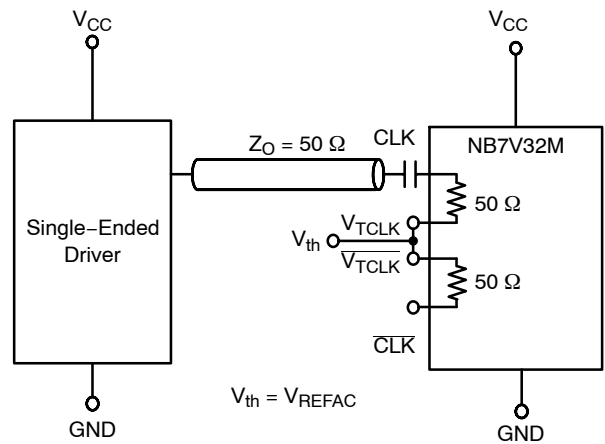 VCC
VCC
ZO = 50 Ω
CLK
NB7V32M
50 Ω
Single−Ended
Driver
VTCLK
Vth
VTCLK
50 Ω
CLK
Vth = VREFAC
GND
GND